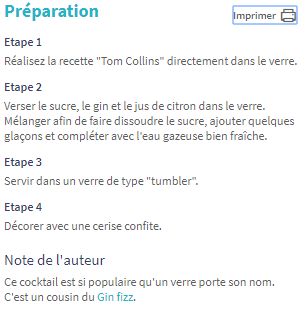 Préparation
Imprimer
Etape 1
Réalisez la recette "Tom Collins" directement dans le verre.
Etape 2
Verser le sucre, le gin et le jus de citron dans le verre.
Mélanger afin de faire dissoudre le sucre, ajouter quelques
glaçons et compléter avec l'eau gazeuse bien fraîche.
Etape 3
Servir dans un verre de type "tumbler".
Etape 4
Décorer avec une cerise confite.
Note de l'auteur
Ce cocktail est si populaire qu'un verre porte son nom.
C'est un cousin du Gin fizz.